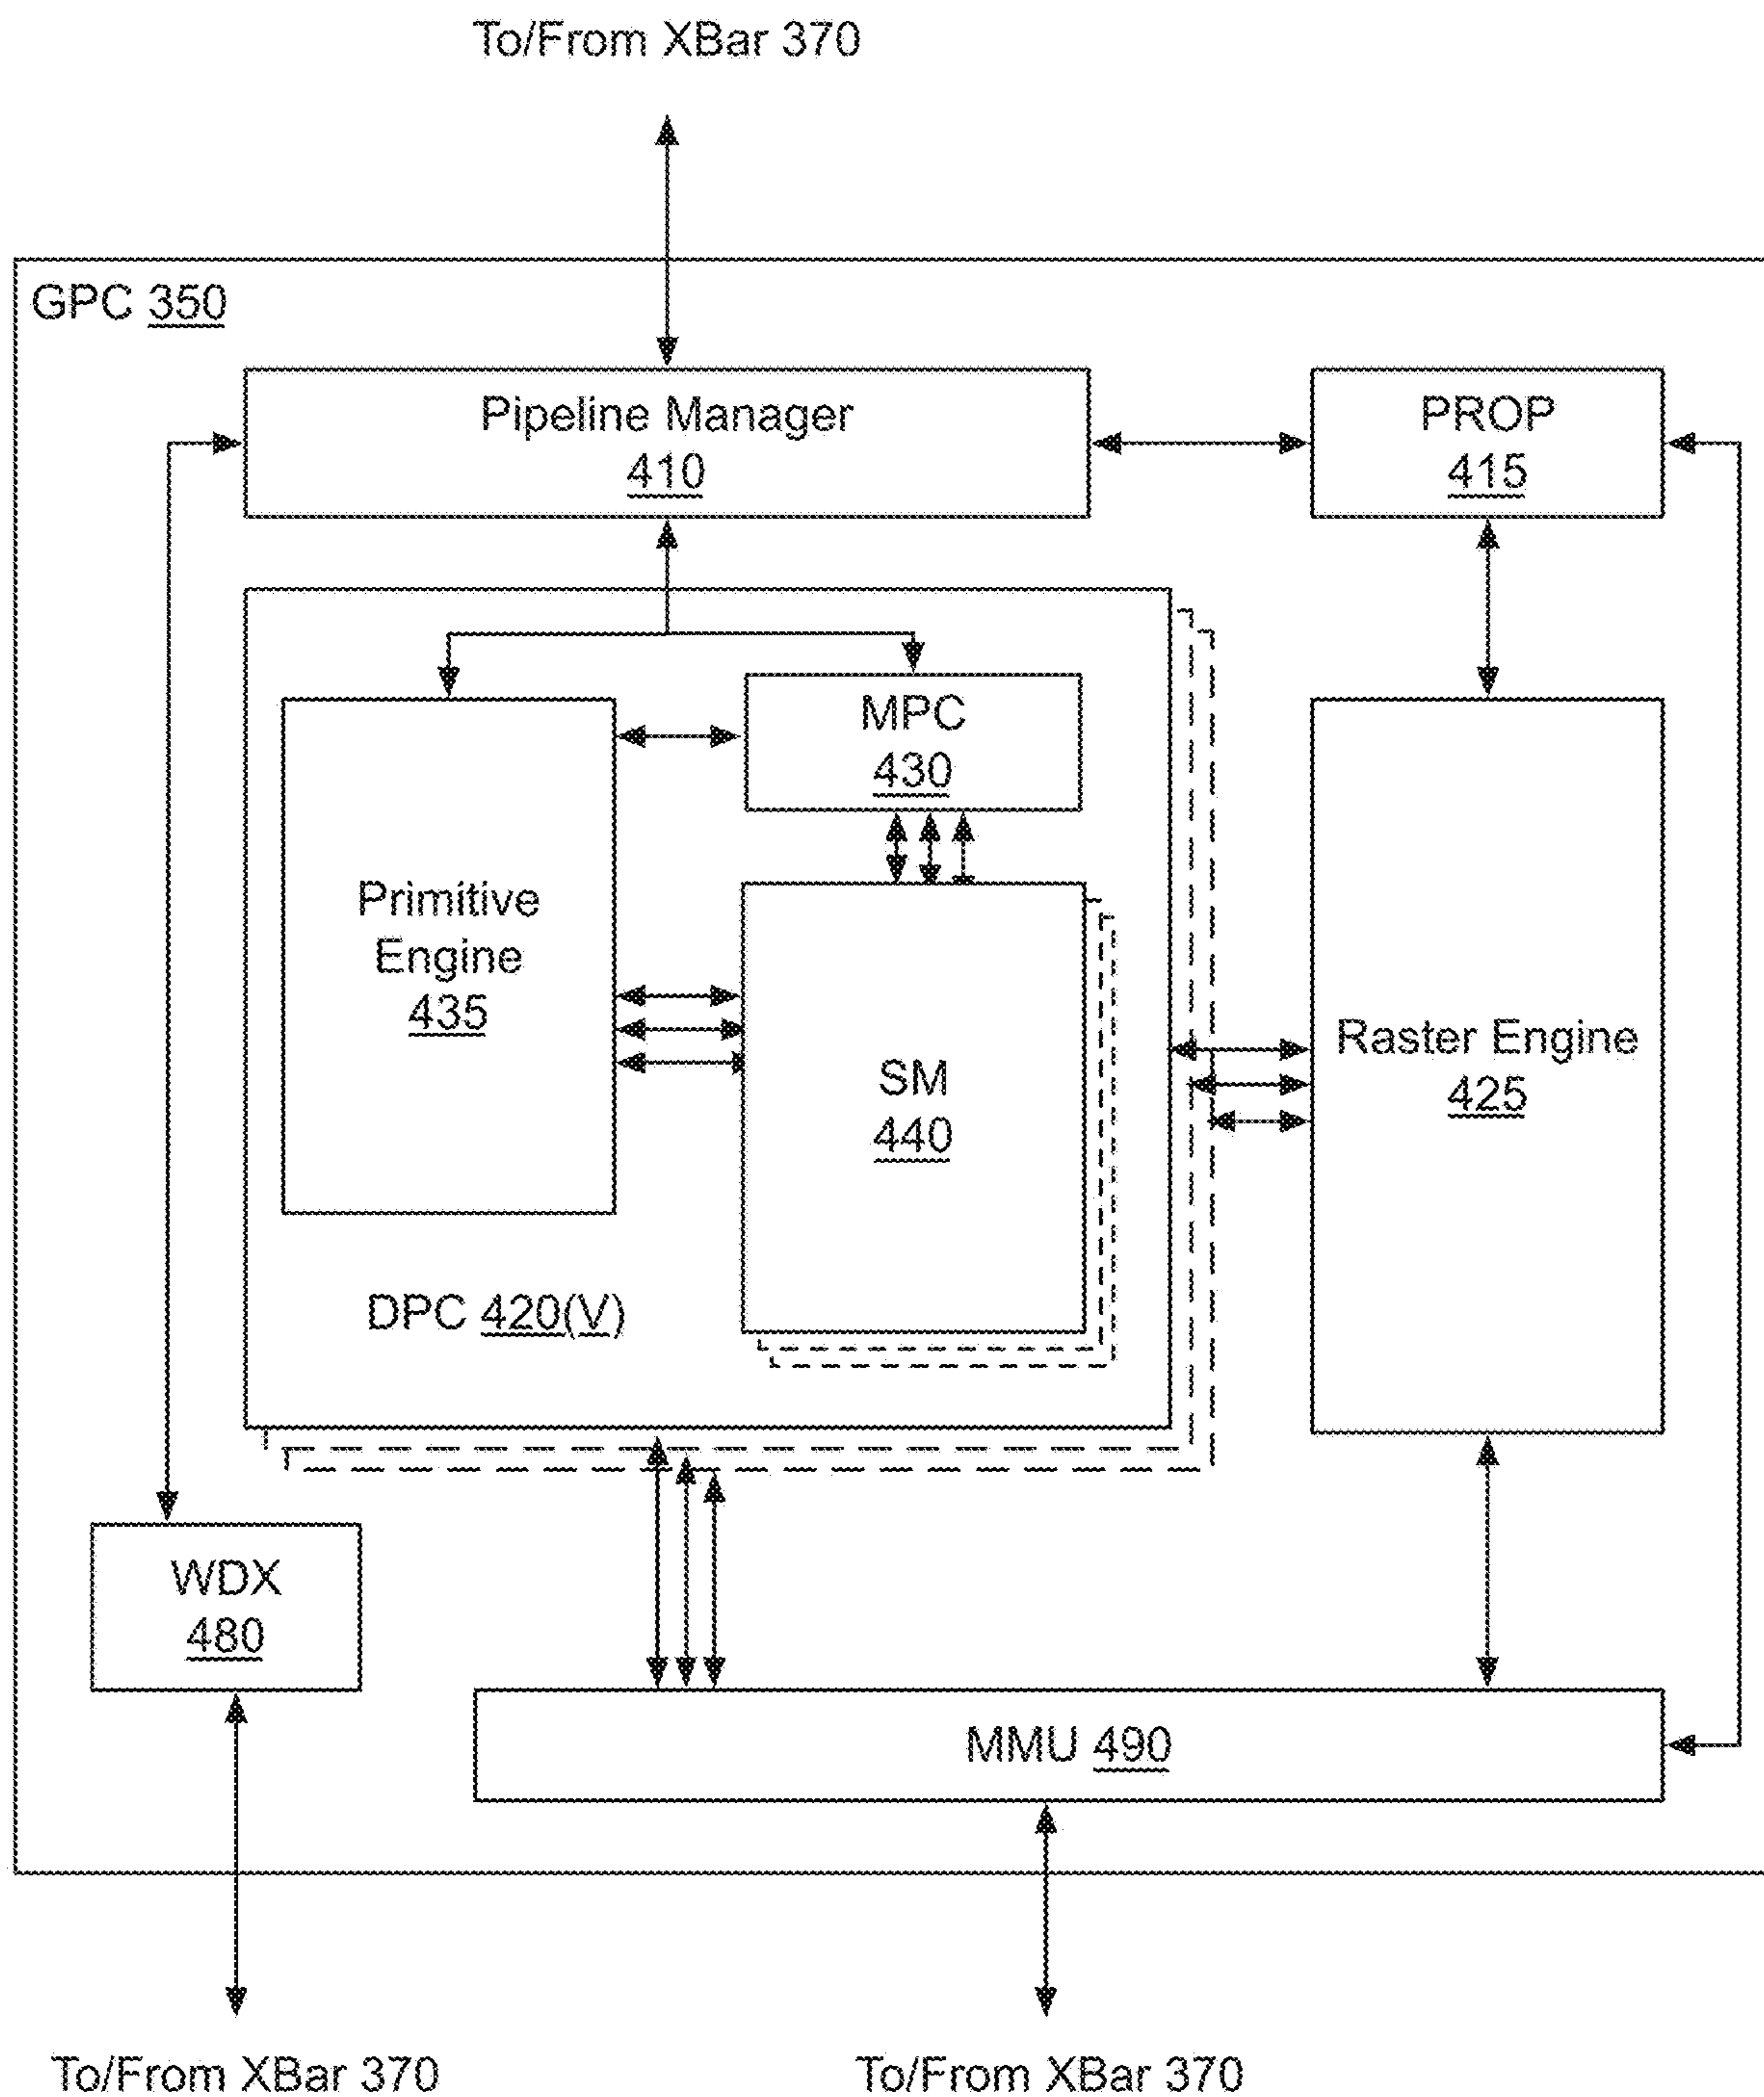 To/From XBar 370
GPC 350
Pipeline Manager
410
PROP
415
MPC
430
Primitive
Engine
435
SM
440
Raster Engine
425
DPC 420(V)
WDX
480
MMU 490
To/From XBar 370
To/From XBar 370